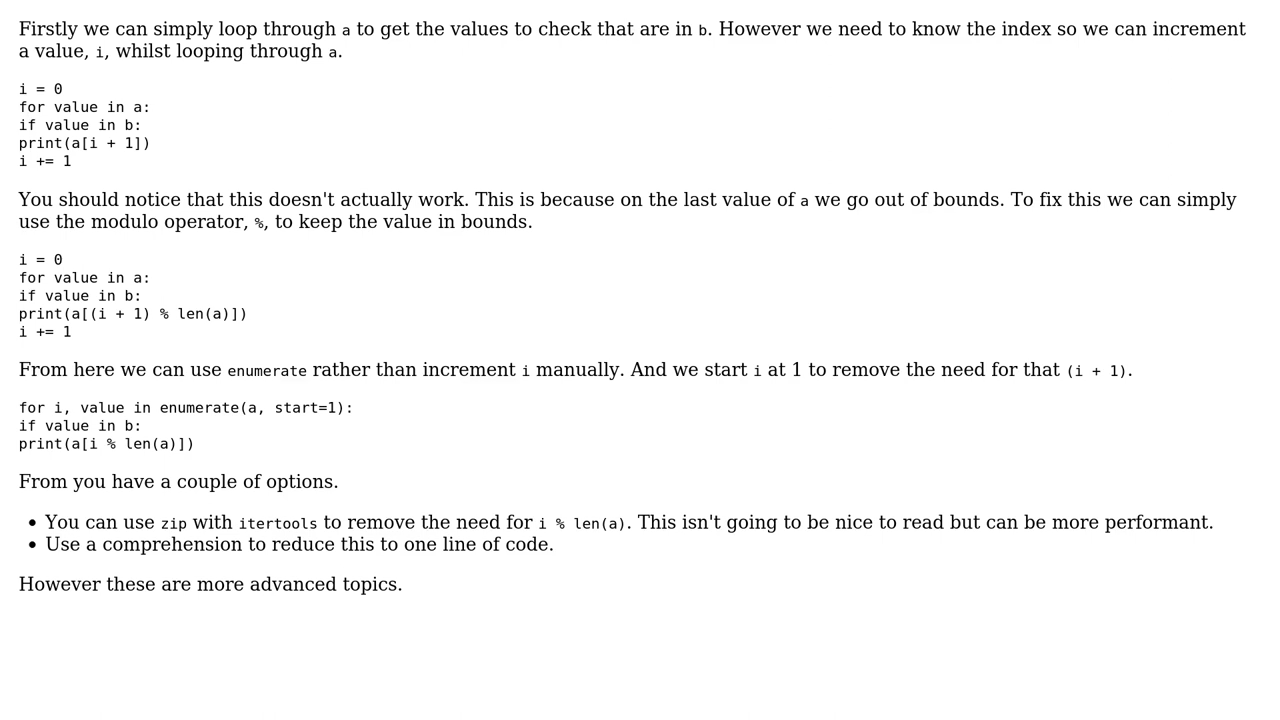 Firstly we can simply loop through a to get the values to check that are in b. However we need to know the index so we can increment
a value, i, whilst looping through a.
i = 0
for value in a:
if value in b:
print(a[i + 1])
i += 1
You should notice that this doesn't actually work. This is because on the last value of a we go out of bounds. To fix this we can simply
use the modulo operator, %, to keep the value in bounds.
i = 0
for value in a:
if value in b:
print(a[(i + 1) % len(a)])
i += 1
From here we can use enumerate rather than increment i manually. And we start i at 1 to remove the need for that (i + 1).
for i, value in enumerate(a, start=1):
if value in b:
print(a[i % len(a)])
From you have a couple of options.
• You can use zip with itertools to remove the need for i % len(a). This isn't going to be nice to read but can be more performant.
• Use a comprehension to reduce this to one line of code.
However these are more advanced topics.